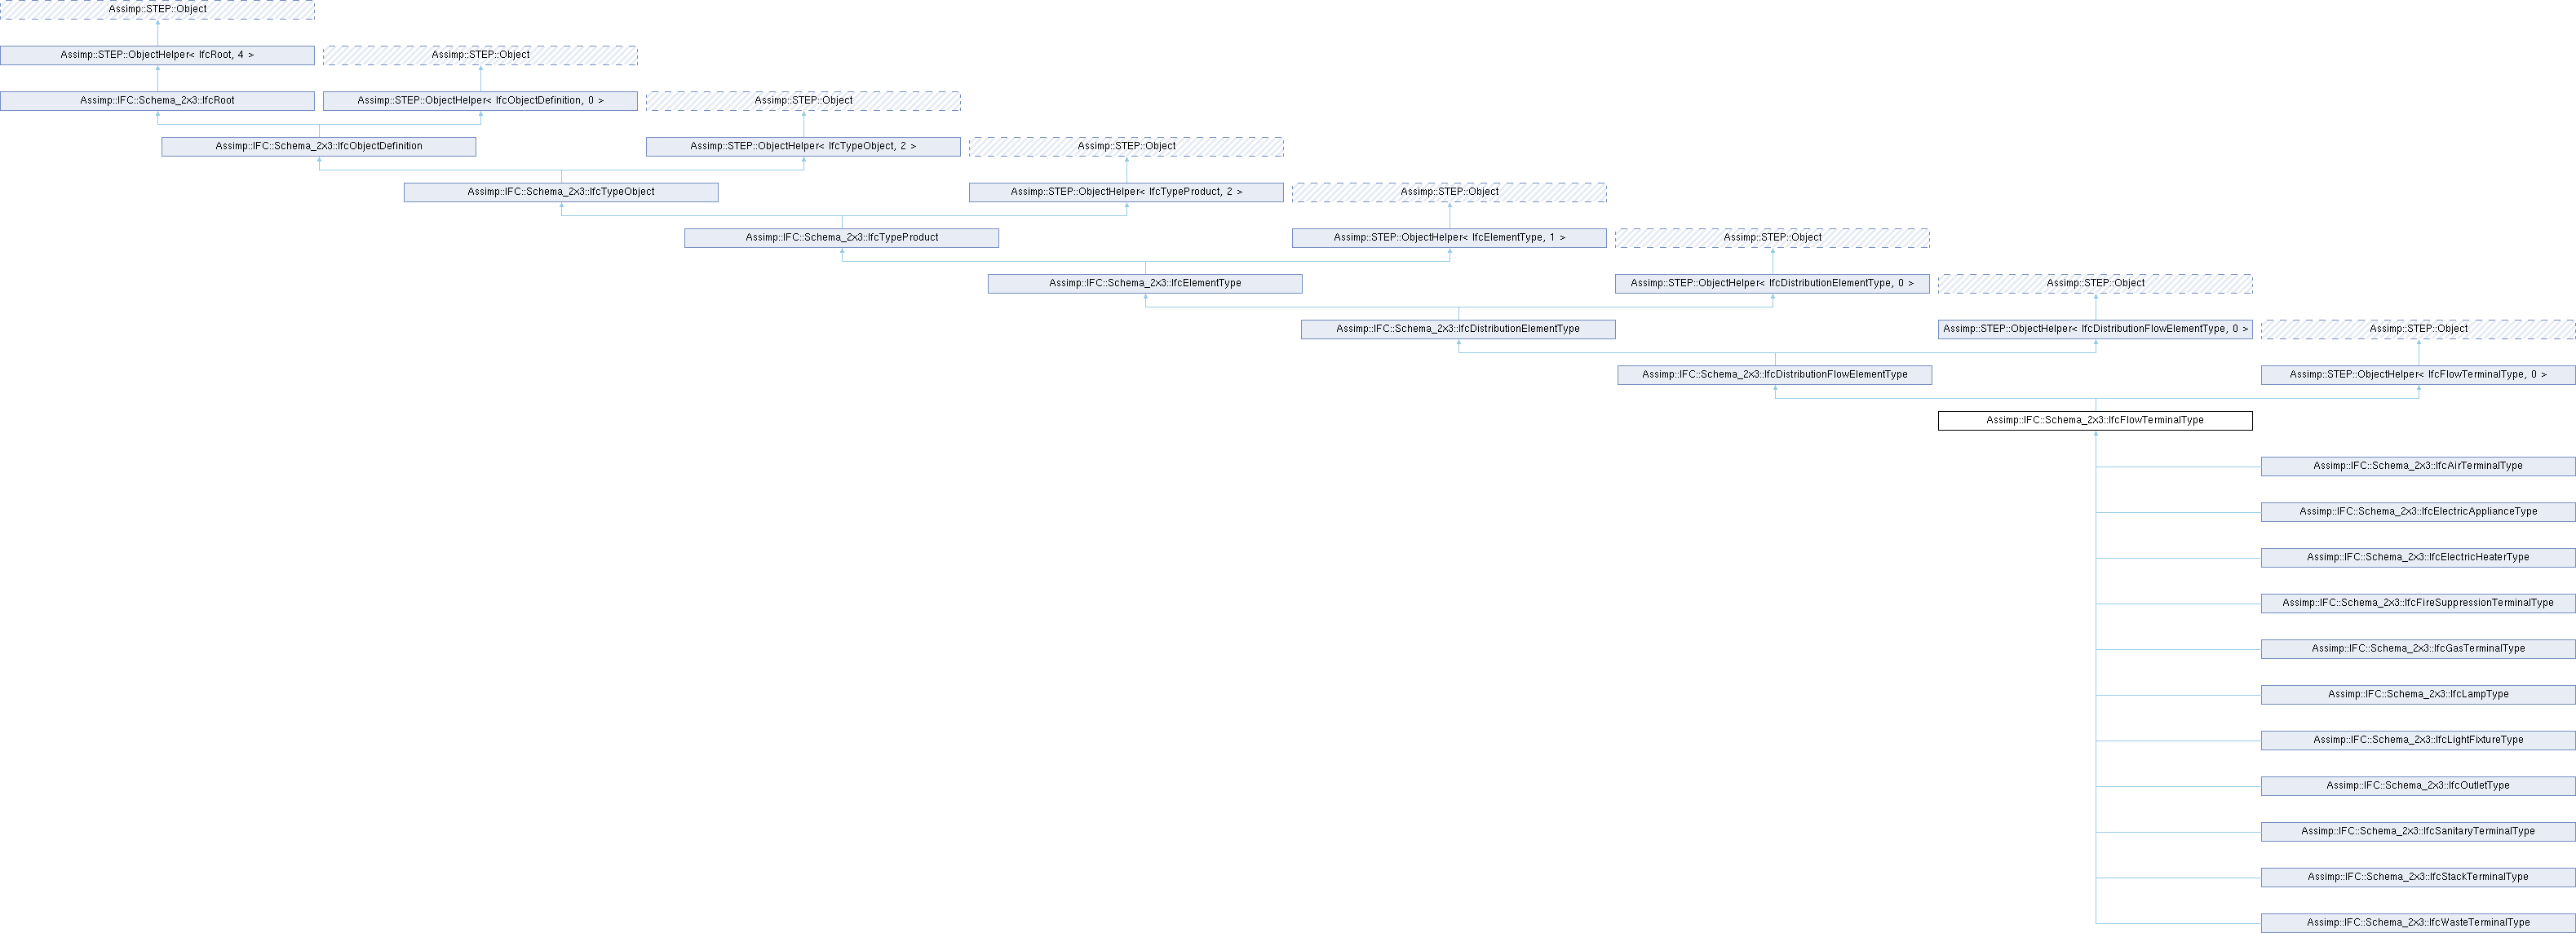 Assimp::STEP::Object
Assimp::STEP::ObjectHelper< IfcRoot, 4 >
Assimp::STEP::Object
Assimp::IFC::Schema_2x3::IfcRoot
Assimp::STEP::ObjectHelper< IfcObjectDefinition, 0 >
Assimp::STEP::Object
Assimp::IFC::Schema_2x3::IfcObjectDefinition
Assimp::STEP::ObjectHelper< IfcTypeObject, 2 >
Assimp::STEP::Object
Assimp::IFC::Schema_2x3::IfcTypeObject
Assimp::STEP::ObjectHelper< IfcTypeProduct, 2 >
Assimp::STEP::Object
Assimp::IFC::Schema_2x3::IfcTypeProduct
Assimp::STEP::ObjectHelper< IfcElementType, 1 >
Assimp::STEP::Object
Assimp::IFC::Schema_2x3::IfcElementType
Assimp::STEP::ObjectHelper< IfcDistributionElementType, 0 >
Assimp::STEP::Object
Assimp::IFC::Schema_2x3::IfcDistributionElementType
Assimp::STEP::ObjectHelper< IfcDistributionFlowElementType, 0 >
Assimp::STEP::Object
Assimp::IFC::Schema_2x3::IfcDistributionFlowElementType
Assimp::STEP::ObjectHelper< IfcFlowTerminalType, 0 >
Assimp::IFC::Schema_2x3::IfcFlowTerminalType
Assimp::IFC::Schema_2x3::IfcAirTerminalType
Assimp::IFC::Schema_2x3::IfcElectricApplianceType
Assimp::IFC::Schema_2x3::IfcElectricHeaterType
Assimp::IFC::Schema_2x3::IfcFireSuppressionTerminalType
Assimp::IFC::Schema_2x3::IfcGasTerminalType
Assimp::IFC::Schema_2x3::IfcLampType
Assimp::IFC::Schema_2x3::IfcLightFixtureType
Assimp::IFC::Schema_2x3::IfcOutletType
Assimp::IFC::Schema_2x3::IfcSanitaryTerminalType
Assimp::IFC::Schema_2x3::IfcStackTerminalType
Assimp::IFC::Schema_2x3::IfcWasteTerminalType